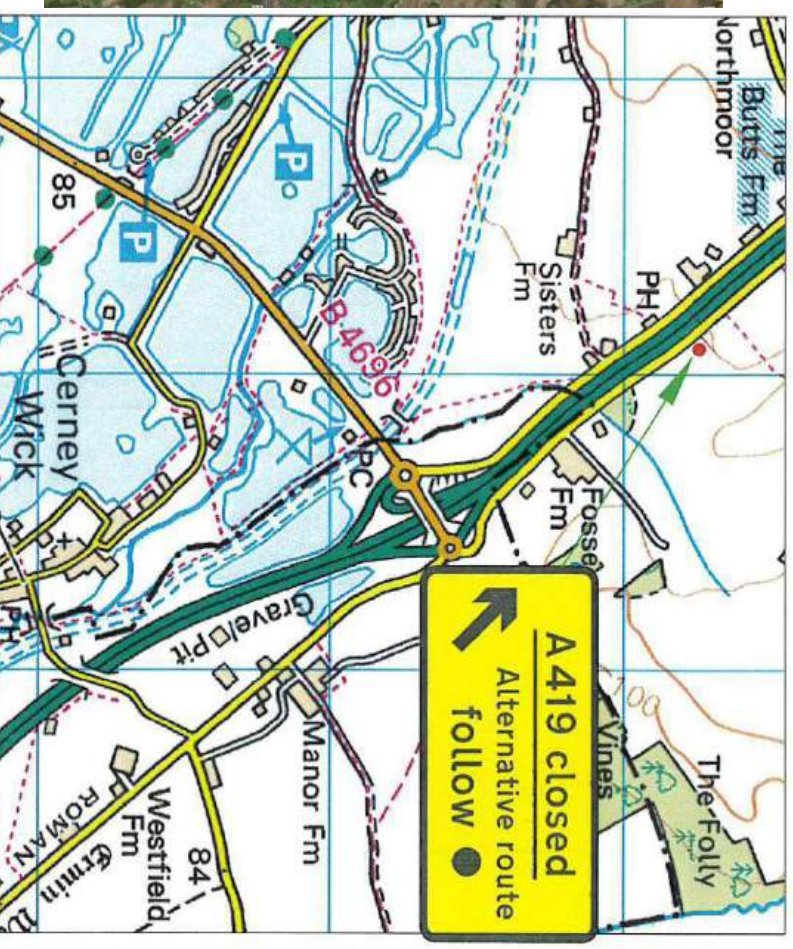 Northmoor
The
Butts Fm
PH
Sisters
Fm
P
P
85
B 4696
Cerney
Wick
PC
Fosse
Fm
PH
Gravel Pit
A419 closed
Alternative route
follow
100
Vines
The Folly
Manor Fm
Westfield
Fm
84
ROMAN
Ermin W